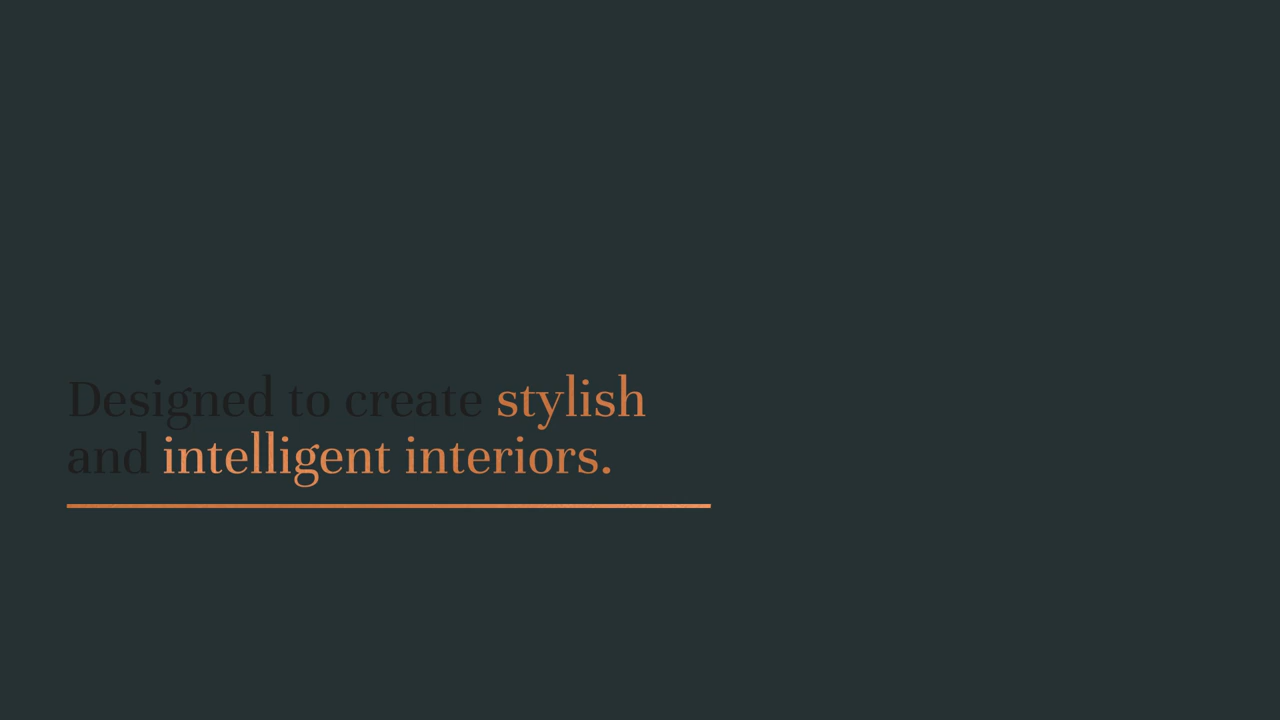 Designed to create stylish
and intelligent interiors.